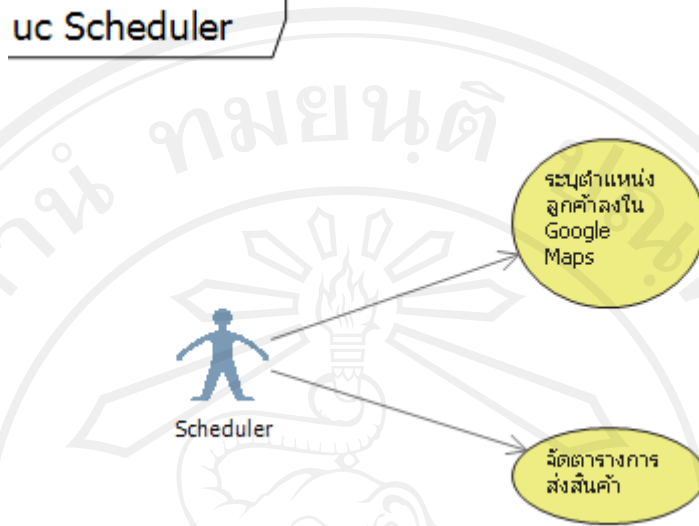 uc Scheduler
ระบุตำแหน่ง
ลูกค้าลงใน
Google
Maps
Scheduler
จัดตารางการ
ส่งสินค้า